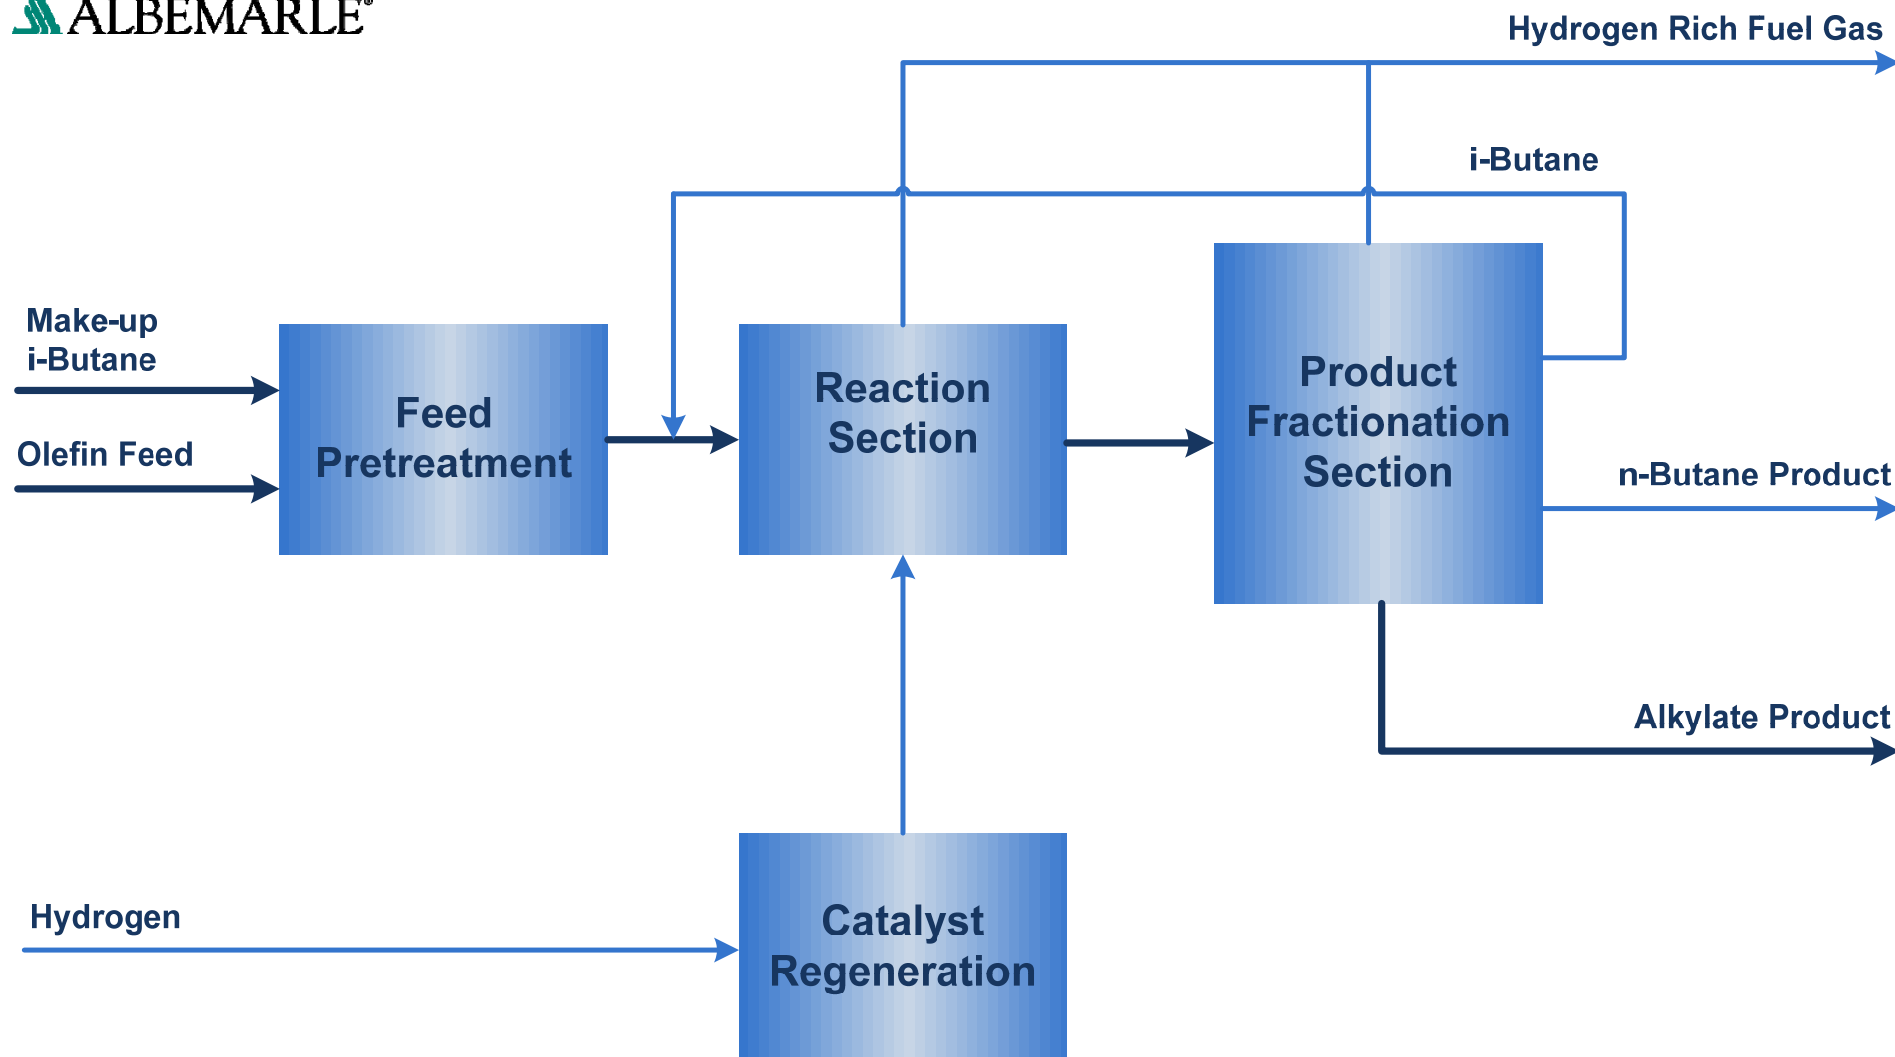 ALBEMARLE®
Hydrogen Rich Fuel Gas
i-Butane
Make-up
i-Butane
Olefin Feed
Feed
Pretreatment
Reaction
Section
Product
Fractionation
Section
n-Butane Product
Alkylate Product
Hydrogen
Catalyst
Regeneration